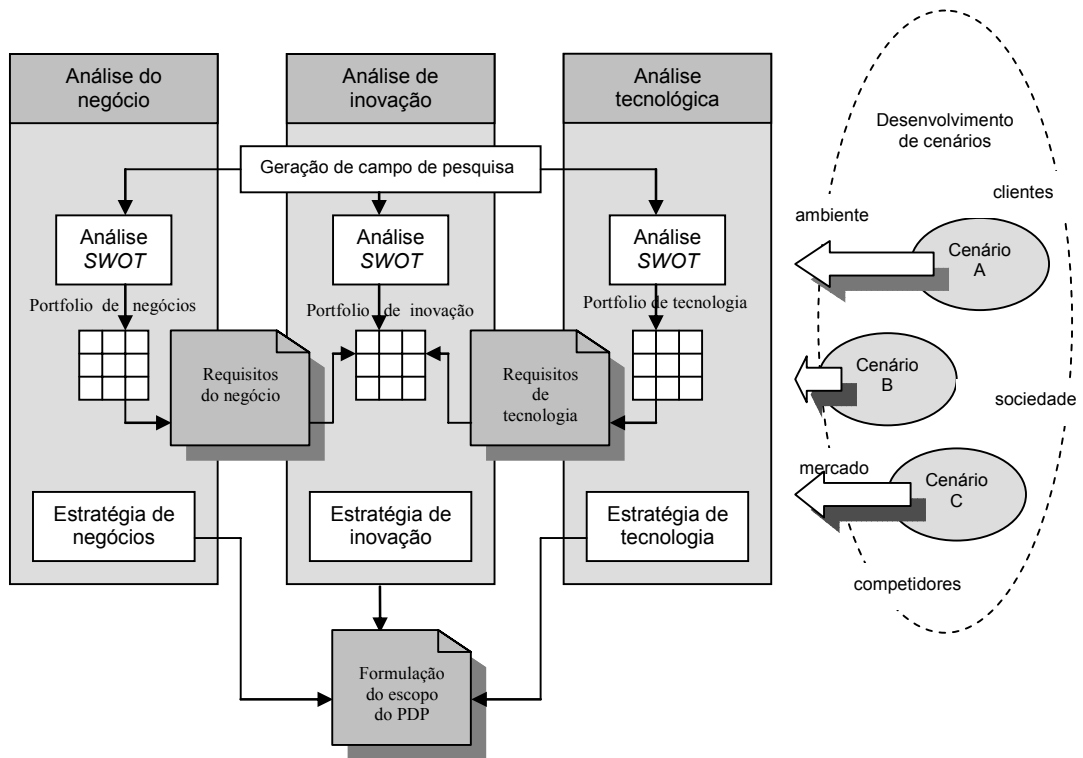 Análise do
negócio
Análise de
inovação
Análise
tecnológica
Geração de campo de pesquisa
Análise
SWOT
Análise
SWOT
Análise
SWOT
Portfolio de negócios
Portfolio de inovação
Portfolio de tecnologia
Requisitos
do negócio
Requisitos
de
tecnologia
Estratégia de
negócios
Estratégia de
inovação
Estratégia de
tecnologia
Formulação
do escopo
do PDP
Desenvolvimento
de cenários
clientes
ambiente
Cenário
A
Cenário
B
sociedade
mercado
Cenário
C
competidores